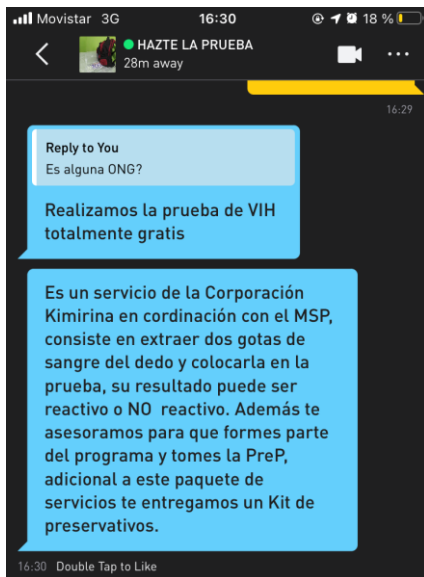 Movistar 3G 16:30 18 %
HAZTE LA PRUEBA
28m away
16:29
Reply to You
Es alguna ONG?
Realizamos la prueba de VIH
totalmente gratis
Es un servicio de la Corporación
Kimirina en cordinación con el MSP,
consiste en extraer dos gotas de
sangre del dedo y colocarla en la
prueba, su resultado puede ser
reactivo o NO reactivo. Además te
asesoramos para que formes parte
del programa y tomes la PreP,
adicional a este paquete de
servicios te entregamos un Kit de
preservativos.
16:30 Double Tap to Like